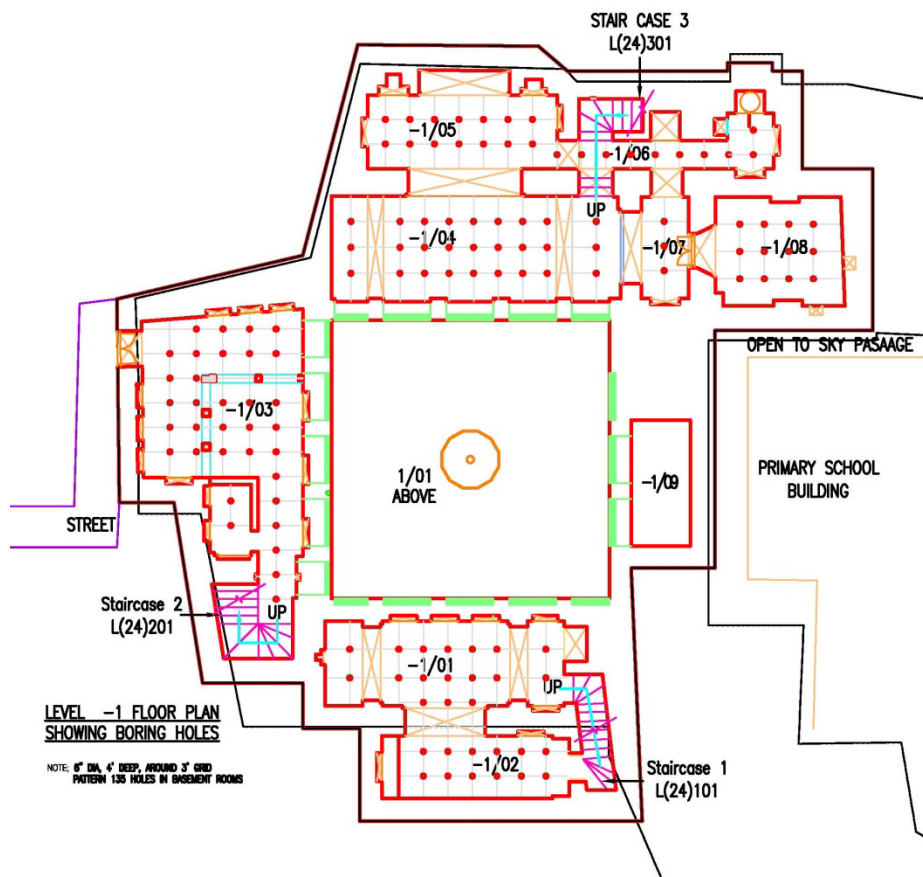 STAIR CASE 3
L(24)301
-1/05
-1/06
UP
-1/04
-1/07
-1/08
OPEN TO SKY PASAAGE
-1/03
1/01
ABOVE
-1/09
PRIMARY SCHOOL
BUILDING
STREET
Staircase 2
L(24)201
UP
-1/01
UP
LEVEL -1 FLOOR PLAN
SHOWING BORING HOLES
-1/02
Staircase 1
L(24)101
NOTE; 6" DIA, 4' DEEP, AROUND 3' GRID
PATTERN 135 HOLES IN BASEMENT ROOMS